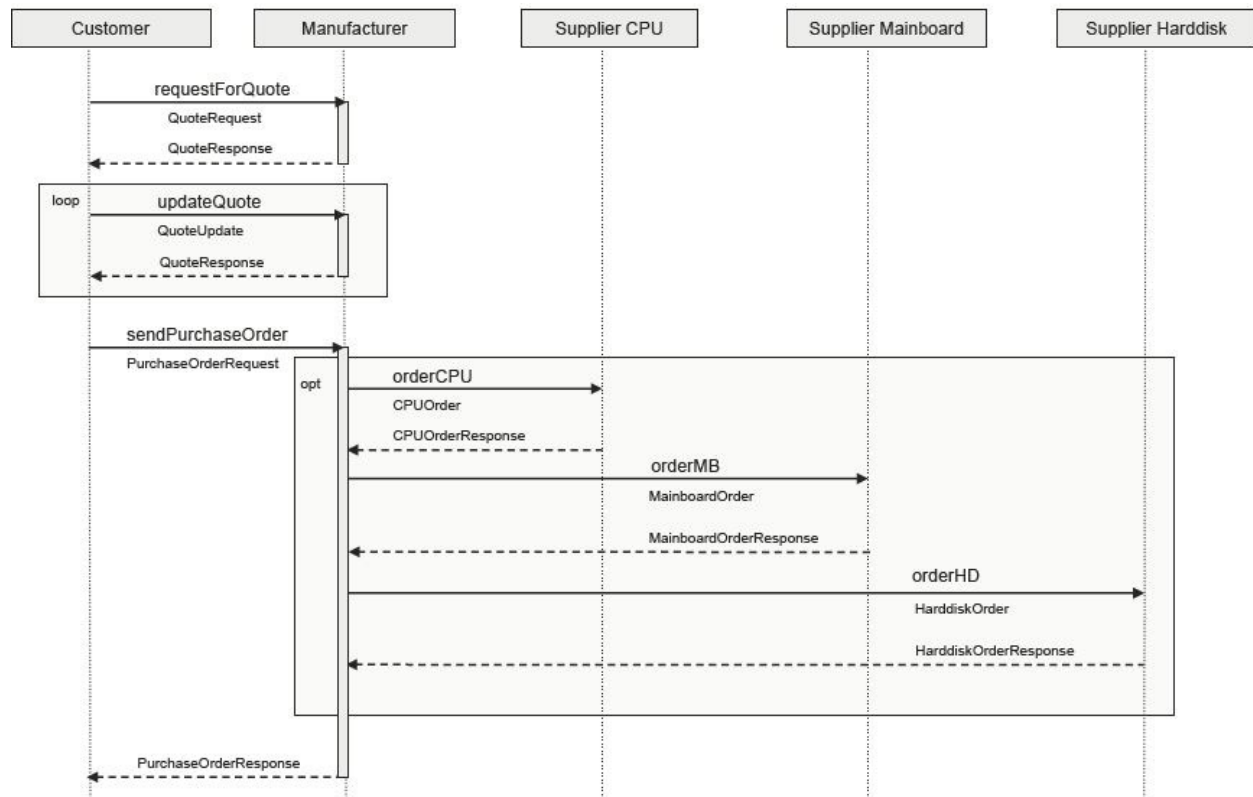 Customer
Manufacturer
Supplier CPU
Supplier Mainboard
Supplier Harddisk
requestForQuote
QuoteRequest
QuoteResponse
loop
updateQuote
QuoteUpdate
QuoteResponse
sendPurchaseOrder
PurchaseOrderRequest
opt
orderCPU
CPUOrder
CPUOrderResponse
orderMB
MainboardOrder
MainboardOrderResponse
orderHD
HarddiskOrder
HarddiskOrderResponse
PurchaseOrderResponse